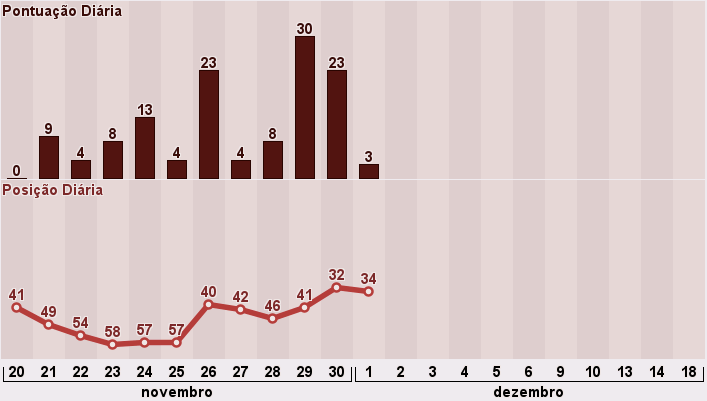 Pontuação Diária
0 9 4 8 13 4 23 4 8 30 23 3
Posição Diária
41 49 54 58 57 57 40 42 46 41 32 34
20 21 22 23 24 25 26 27 28 29 30 1 2 3 4 5 6 9 10 13 14 18
novembro dezembro